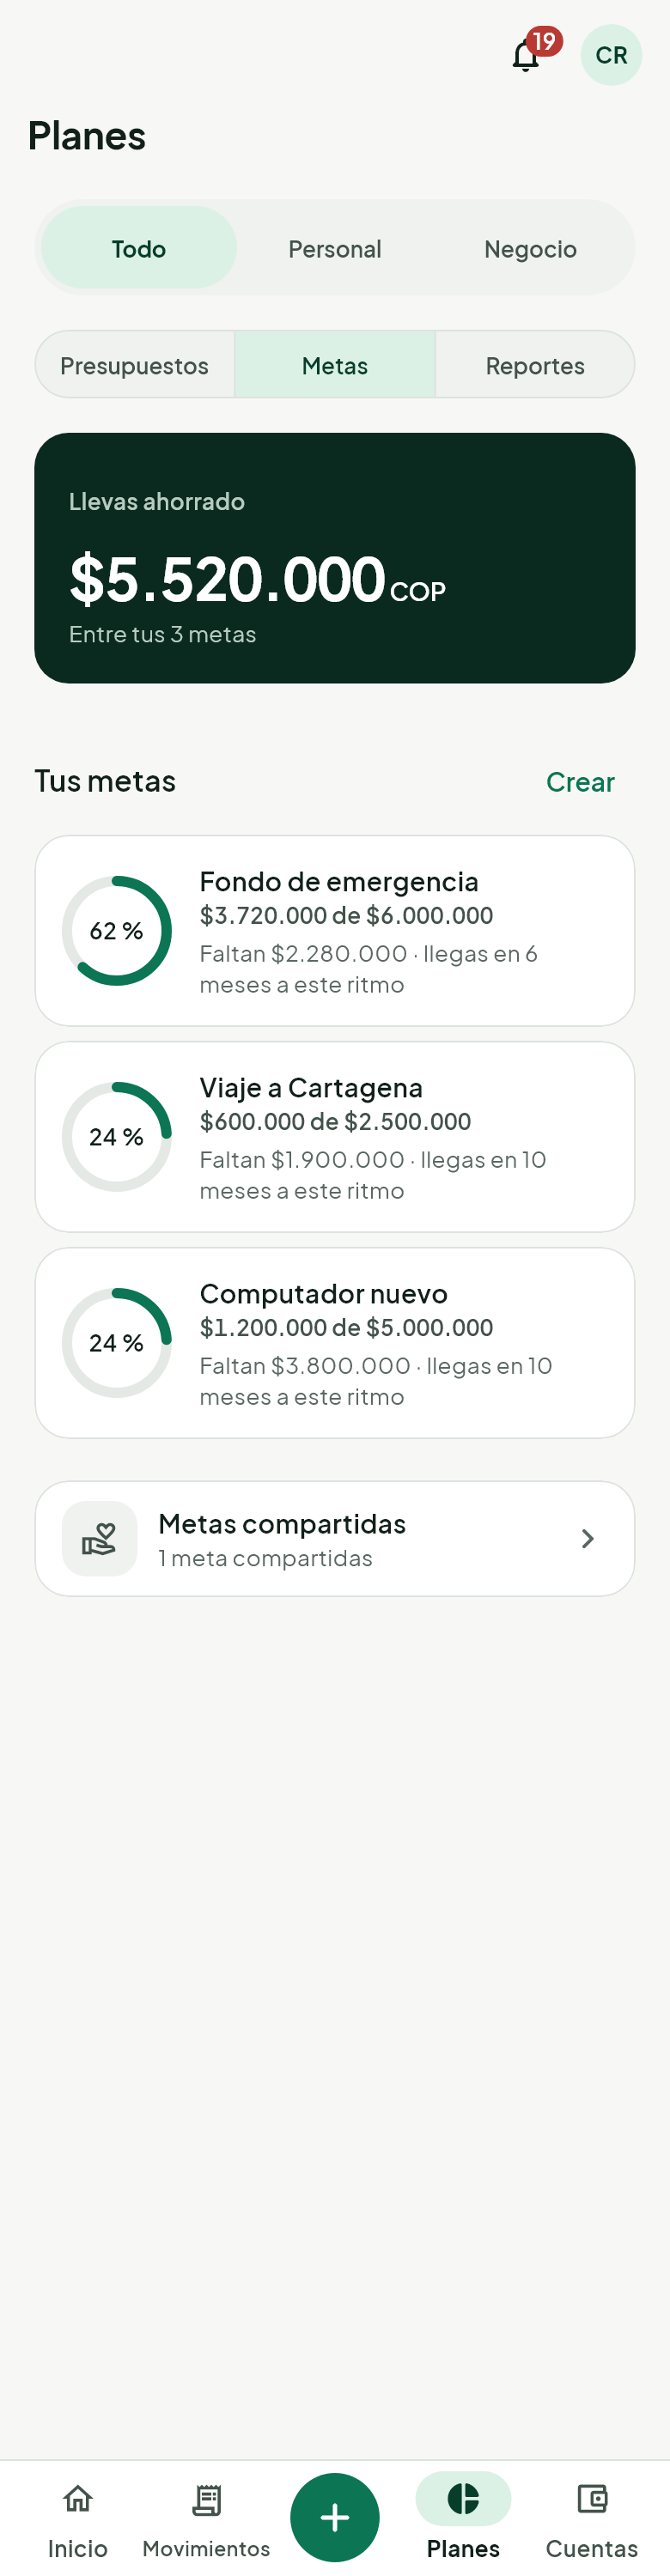 19
CR
Planes
Todo
Personal
Negocio
Presupuestos
Metas
Reportes
Llevas ahorrado
$5.520.000 COP
Entre tus 3 metas
Tus metas
Crear
62 %
Fondo de emergencia
$3.720.000 de $6.000.000
Faltan $2.280.000 · llegas en 6
meses a este ritmo
24 %
Viaje a Cartagena
$600.000 de $2.500.000
Faltan $1.900.000 · llegas en 10
meses a este ritmo
24 %
Computador nuevo
$1.200.000 de $5.000.000
Faltan $3.800.000 · llegas en 10
meses a este ritmo
Metas compartidas
1 meta compartidas
Inicio
Movimientos
Planes
Cuentas